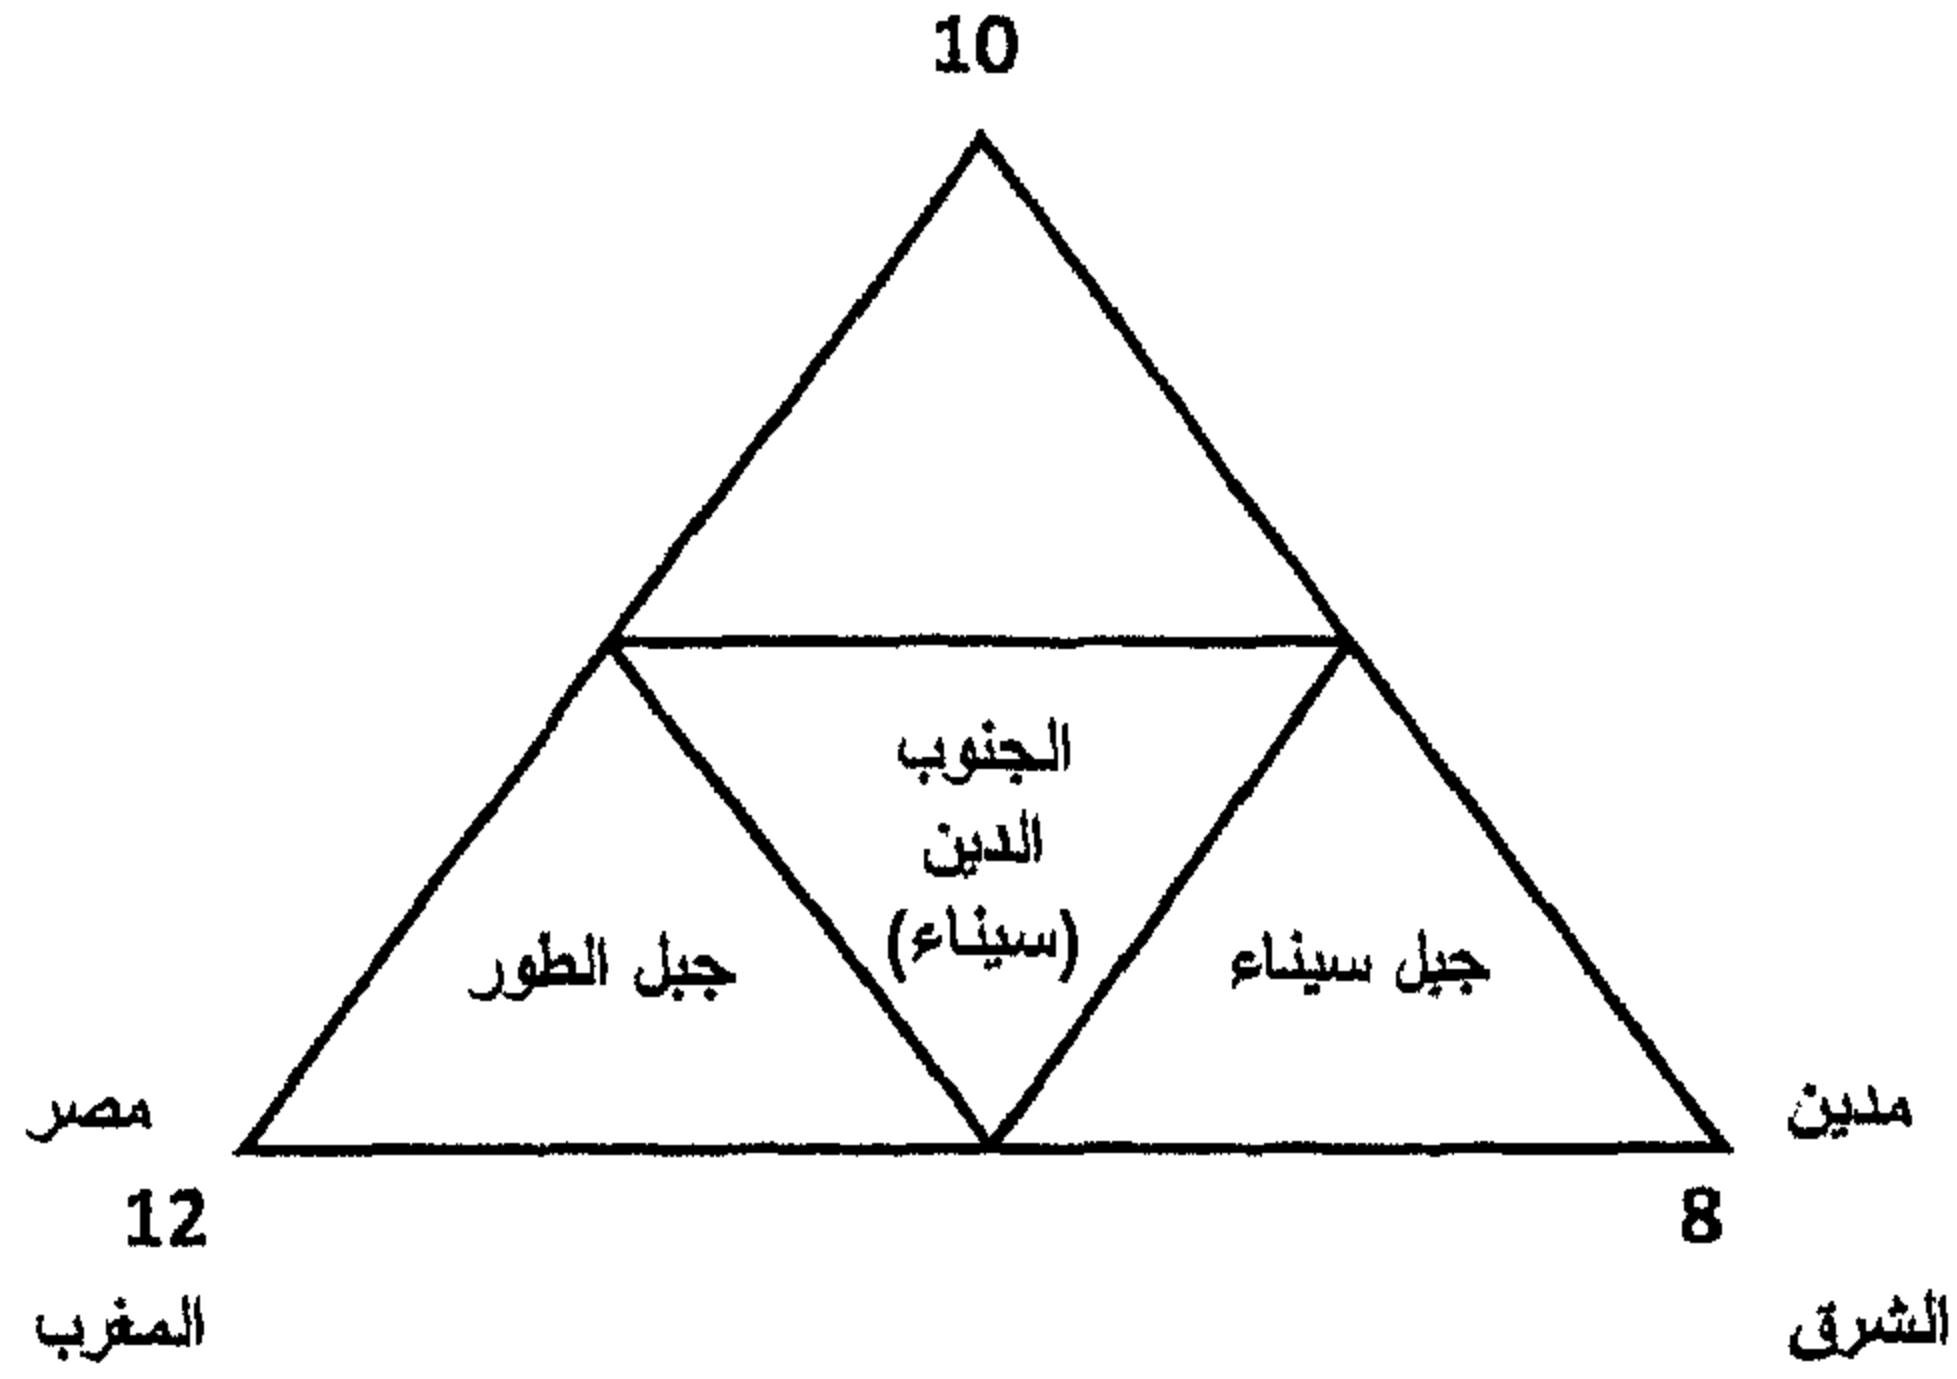 10
الجنوب
الدين
(سيناء)
جبل سيناء
جبل الطور
مدين
مصر
8
12
الشرق
المغرب